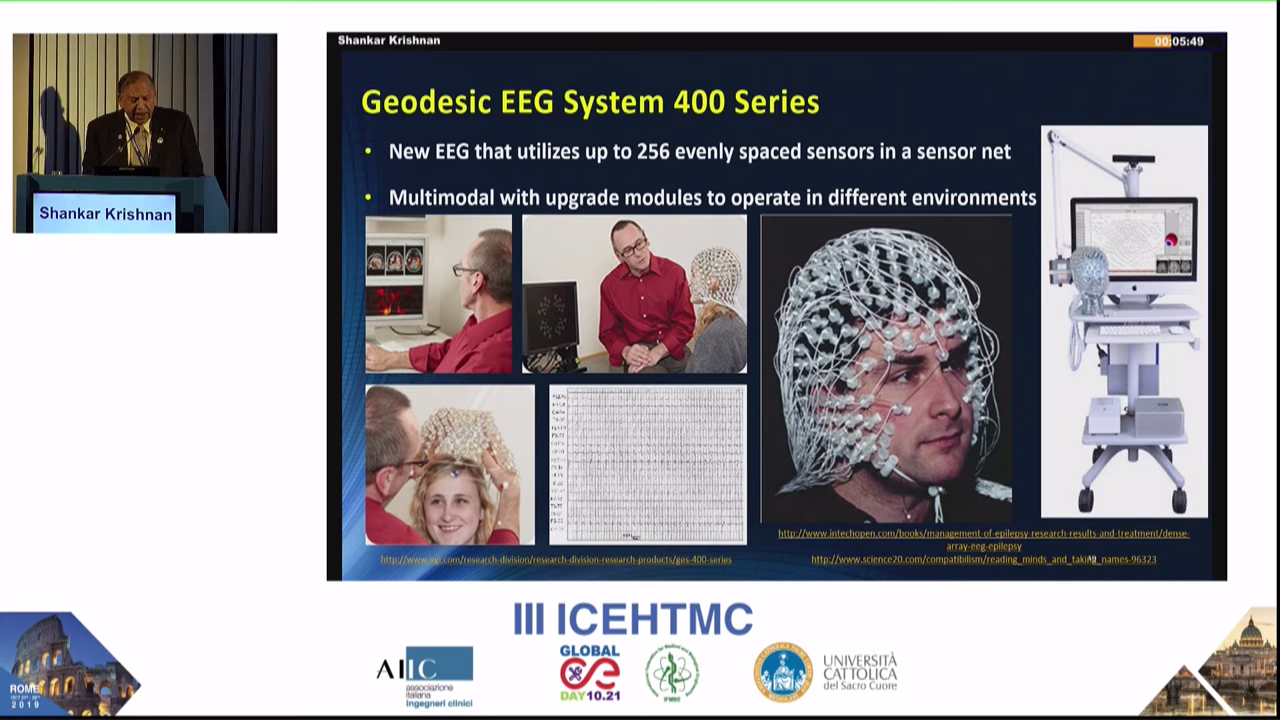 Shankar Krishnan
00:05:49
Geodesic EEG System 400 Series
• New EEG that utilizes up to 256 evenly spaced sensors in a sensor net
• Multimodal with upgrade modules to operate in different environments
Shankar Krishnan
http://www.intechopen.com/books/management-of-epilepsy-research-results-and-treatment/dense-
array-eeg-epilepsy
http://www.egi.com/research-division/research-division-research-products/ges-400-series
http://www.science20.com/compatibilism/reading_minds_and_taking_names-96323
III ICEHTMC
AIIC
associazione
italiana
ingegneri clinici
GLOBAL
CE
DAY 10.21
IFMBE
UNIVERSITÀ
CATTOLICA
del Sacro Cuore
ROME
2019